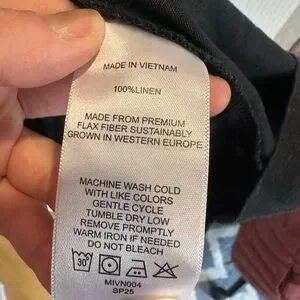 MADE IN VIETNAM
100%LINEN
MADE FROM PREMIUM
FLAX FIBER SUSTAINABLY
GROWN IN WESTERN EUROPE
MACHINE WASH COLD
WITH LIKE COLORS
GENTLE CYCLE
TUMBLE DRY LOW
REMOVE PROMPTLY
WARM IRON IF NEEDED
DO NOT BLEACH
30°
MIVN004
SP25